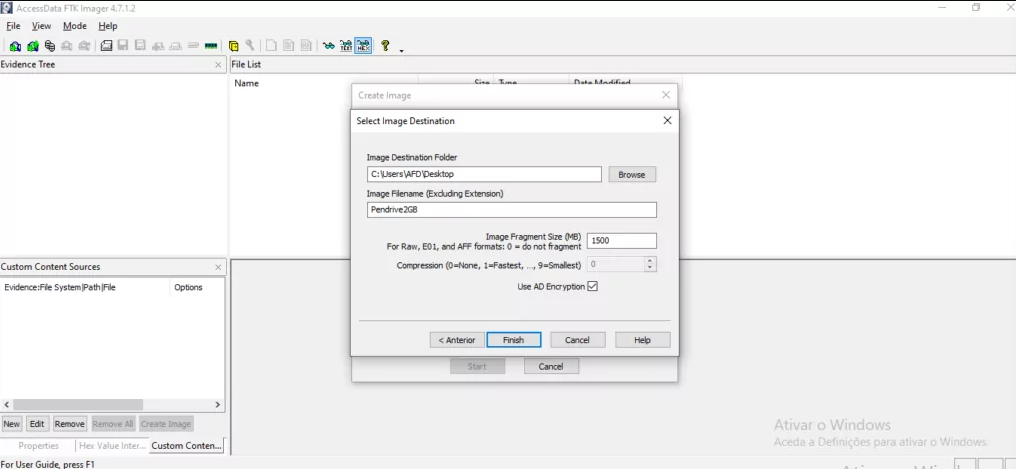 AccessData FTK Imager 4.7.1.2
File View Mode Help
TEXT HEX
Evidence Tree
File List
Name Size Type Date Modified
Create Image
Select Image Destination
Image Destination Folder
C:\Users\AFD\Desktop
Browse
Image Filename (Excluding Extension)
Pendrive2GB
Image Fragment Size (MB)
For Raw, E01, and AFF formats: 0 = do not fragment
1500
Compression (0=None, 1=Fastest, ..., 9=Smallest)
0
Use AD Encryption
< Anterior Finish Cancel Help
Start Cancel
Custom Content Sources
Evidence:File System|Path|File Options
New Edit Remove Remove All Create Image
Properties Hex Value Inter... Custom Conten...
Ativar o Windows
Aceda a Definições para ativar o Windows.
For User Guide, press F1